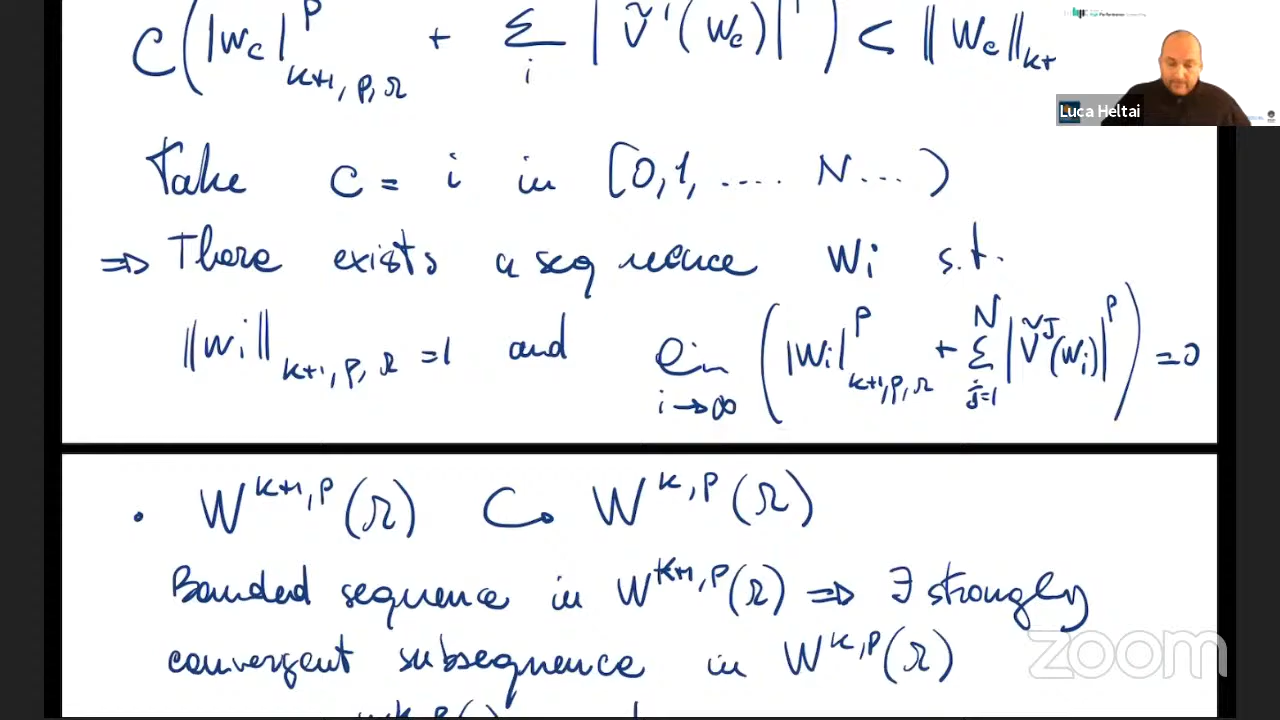 C(|w_c|^p_{k+1,p,Ω} + Σ_i |Ṽ^i(w_c)|^p) < ‖w_c‖_{k+
Luca Heltai
Take C = i in [0,1, .... N...)
⇒ There exists a sequence w_i s.t.
‖w_i‖_{k+1,p,Ω} = 1 and lim_{i→∞} (|w_i|^p_{k+1,p,Ω} + Σ_{j=1}^N |Ṽ^j(w_i)|^p) = 0
• W^{k+1,p}(Ω) C• W^{k,p}(Ω)
Bounded sequence in W^{k+1,p}(Ω) ⇒ ∃ strongly
convergent subsequence in W^{k,p}(Ω)
zoom